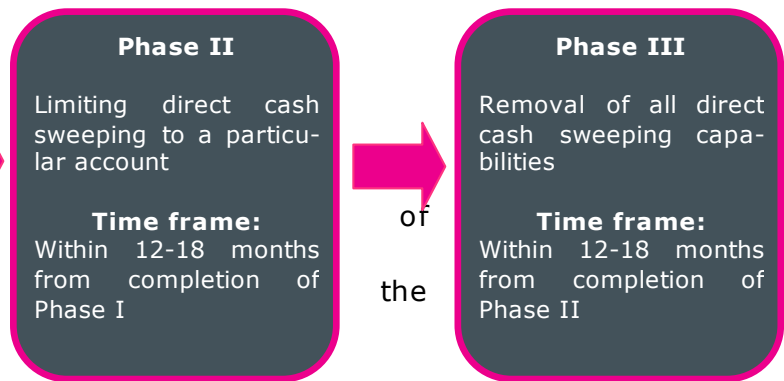 Phase II
Limiting direct cash
sweeping to a particu-
lar account
Time frame:
Within 12-18 months
from completion of
Phase I
of
the
Phase III
Removal of all direct
cash sweeping capa-
bilities
Time frame:
Within 12-18 months
from completion of
Phase II